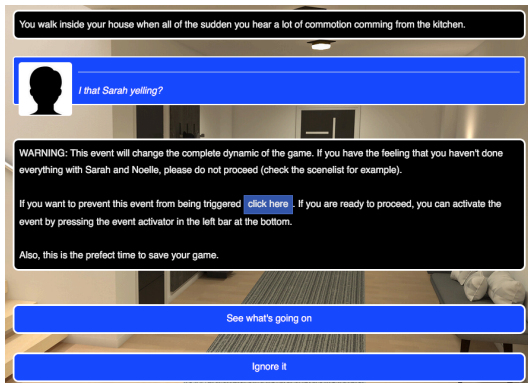 You walk inside your house when all of the sudden you hear a lot of commotion comming from the kitchen.
I that Sarah yelling?
WARNING: This event will change the complete dynamic of the game. If you have the feeling that you haven't done
everything with Sarah and Noelle, please do not proceed (check the scenelist for example).
If you want to prevent this event from being triggered click here . If you are ready to proceed, you can activate the
event by pressing the event activator in the left bar at the bottom.
Also, this is the prefect time to save your game.
See what's going on
Ignore it